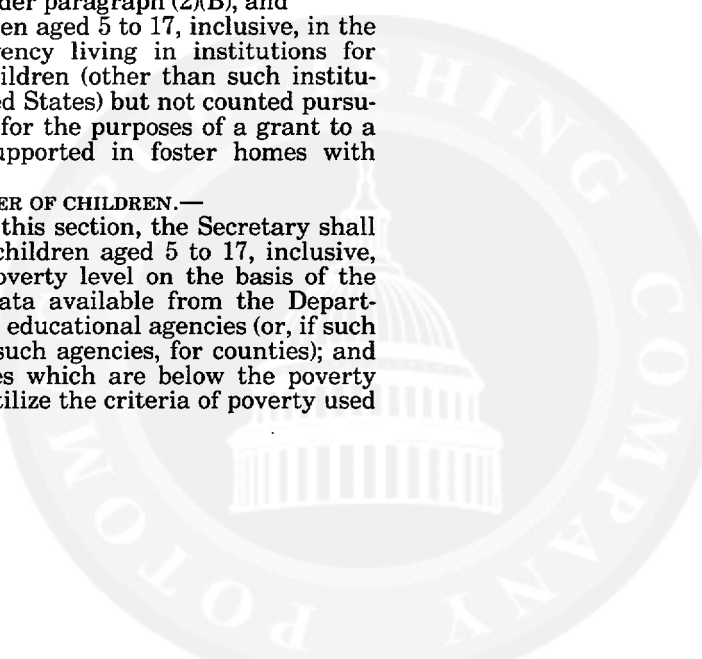 der paragraph (2)(B), and
en aged 5 to 17, inclusive, in the
ency living in institutions for
ildren (other than such institu-
ed States) but not counted pursu-
for the purposes of a grant to a
upported in foster homes with
ER OF CHILDREN.—
this section, the Secretary shall
children aged 5 to 17, inclusive,
overty level on the basis of the
ata available from the Depart-
educational agencies (or, if such
such agencies, for counties); and
es which are below the poverty
tilize the criteria of poverty used
POTOM
SHING
COMPANY